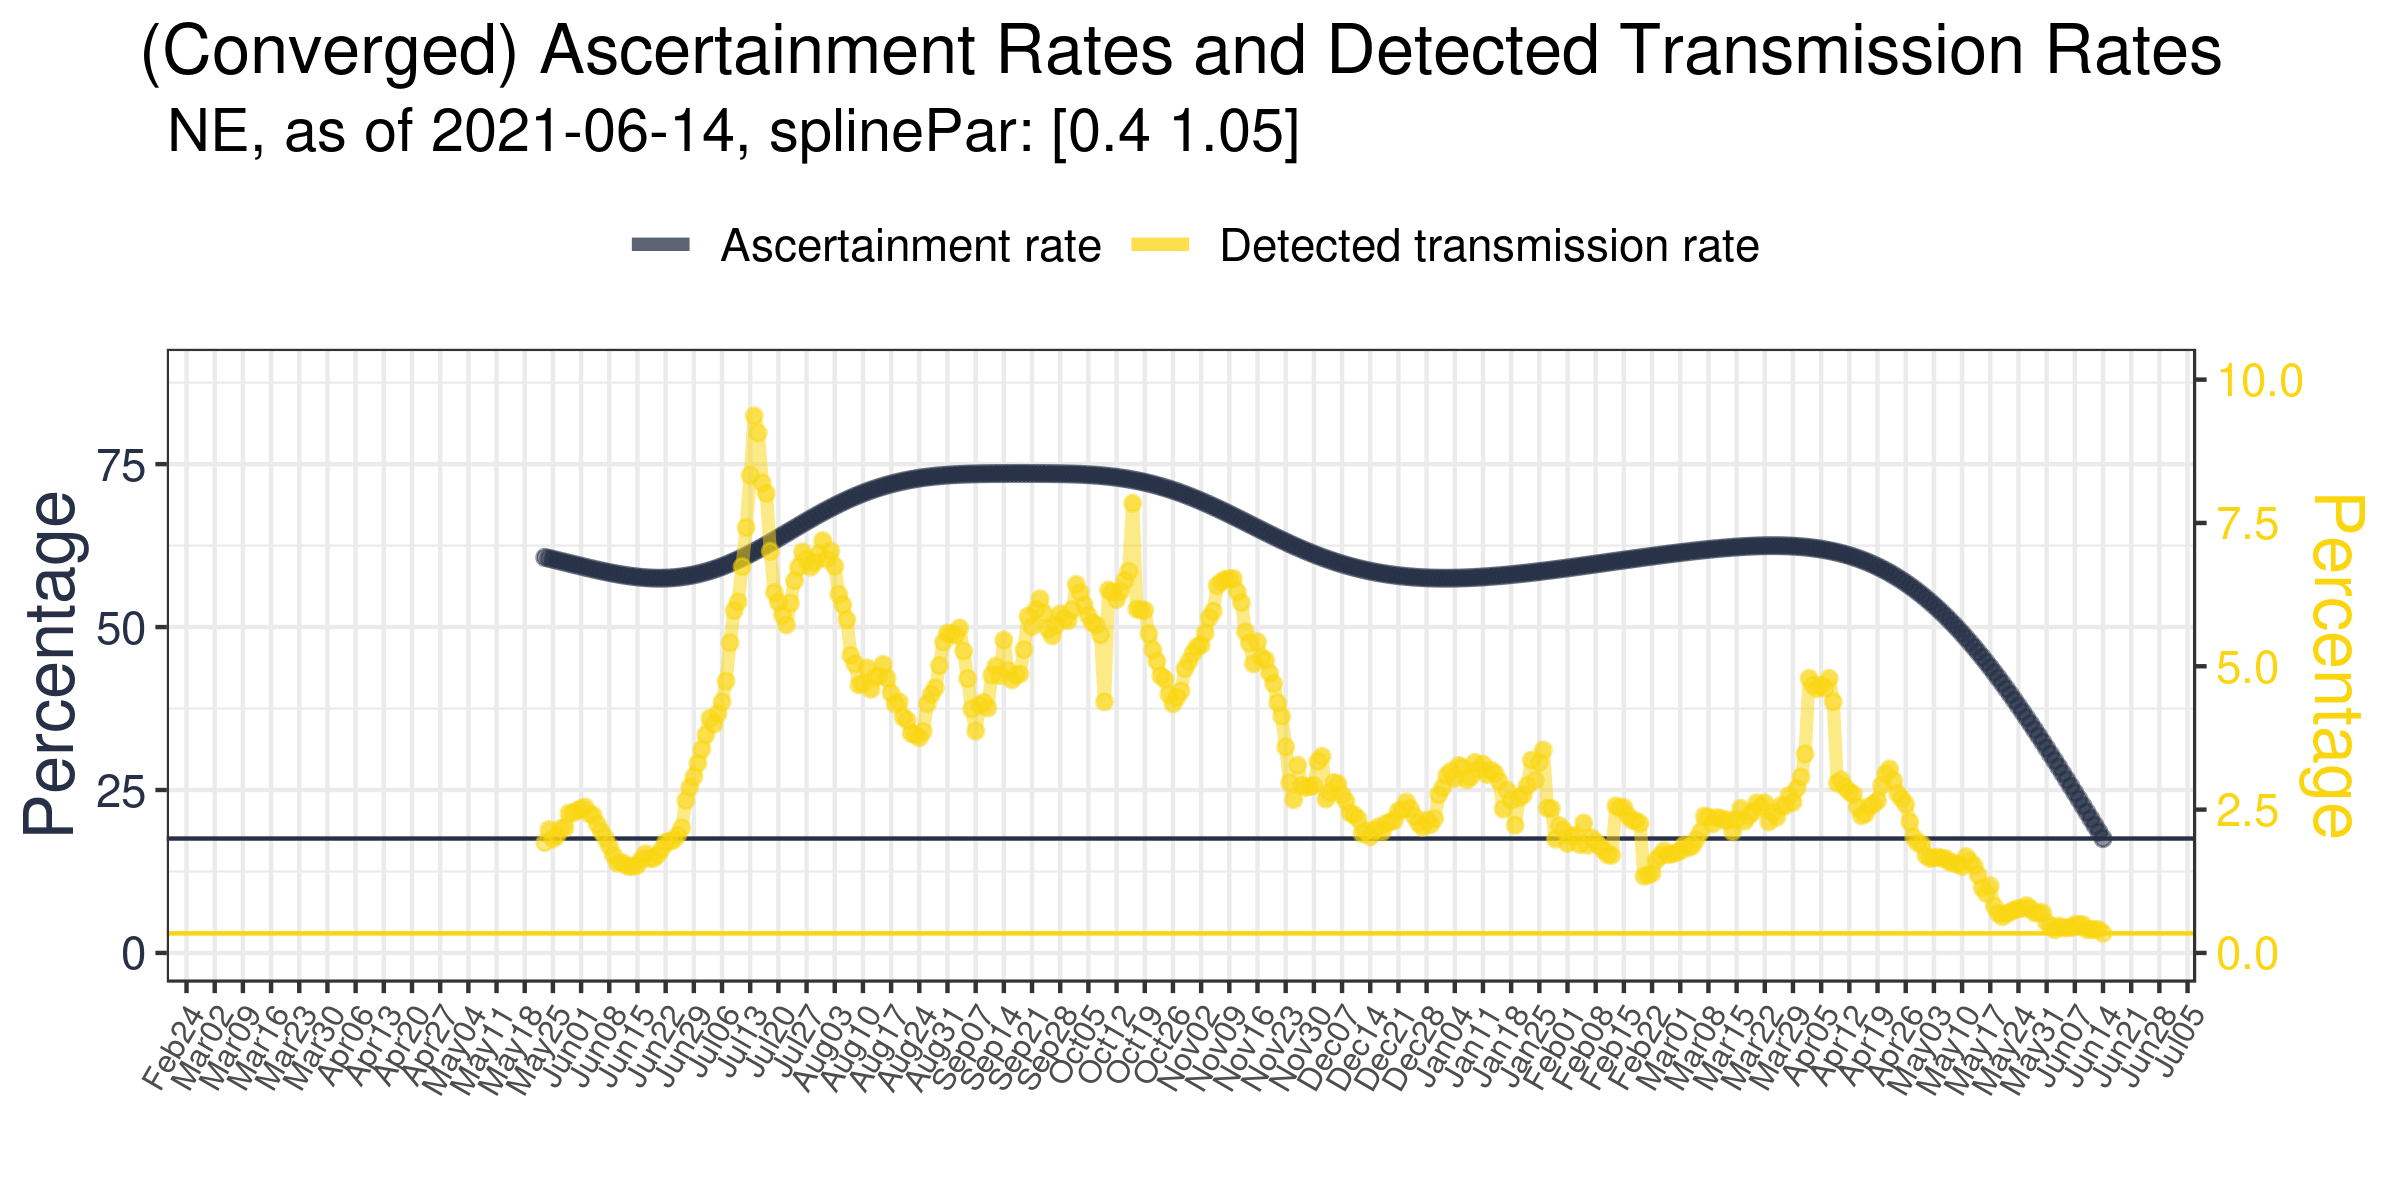 (Converged) Ascertainment Rates and Detected Transmission Rates
NE, as of 2021-06-14, splinePar: [0.4 1.05]
Ascertainment rate
Detected transmission rate
Percentage
75
50
25
0
10.0
7.5
5.0
2.5
0.0
Percentage
Feb24
Mar02
Mar09
Mar16
Mar23
Mar30
Apr06
Apr13
Apr20
Apr27
May04
May11
May18
May25
Jun01
Jun08
Jun15
Jun22
Jun29
Jul06
Jul13
Jul20
Jul27
Aug03
Aug10
Aug17
Aug24
Aug31
Sep07
Sep14
Sep21
Sep28
Oct05
Oct12
Oct19
Oct26
Nov02
Nov09
Nov16
Nov23
Nov30
Dec07
Dec14
Dec21
Dec28
Jan04
Jan11
Jan18
Jan25
Feb01
Feb08
Feb15
Feb22
Mar01
Mar08
Mar15
Mar22
Mar29
Apr05
Apr12
Apr19
Apr26
May03
May10
May17
May24
May31
Jun07
Jun14
Jun21
Jun28
Jul05